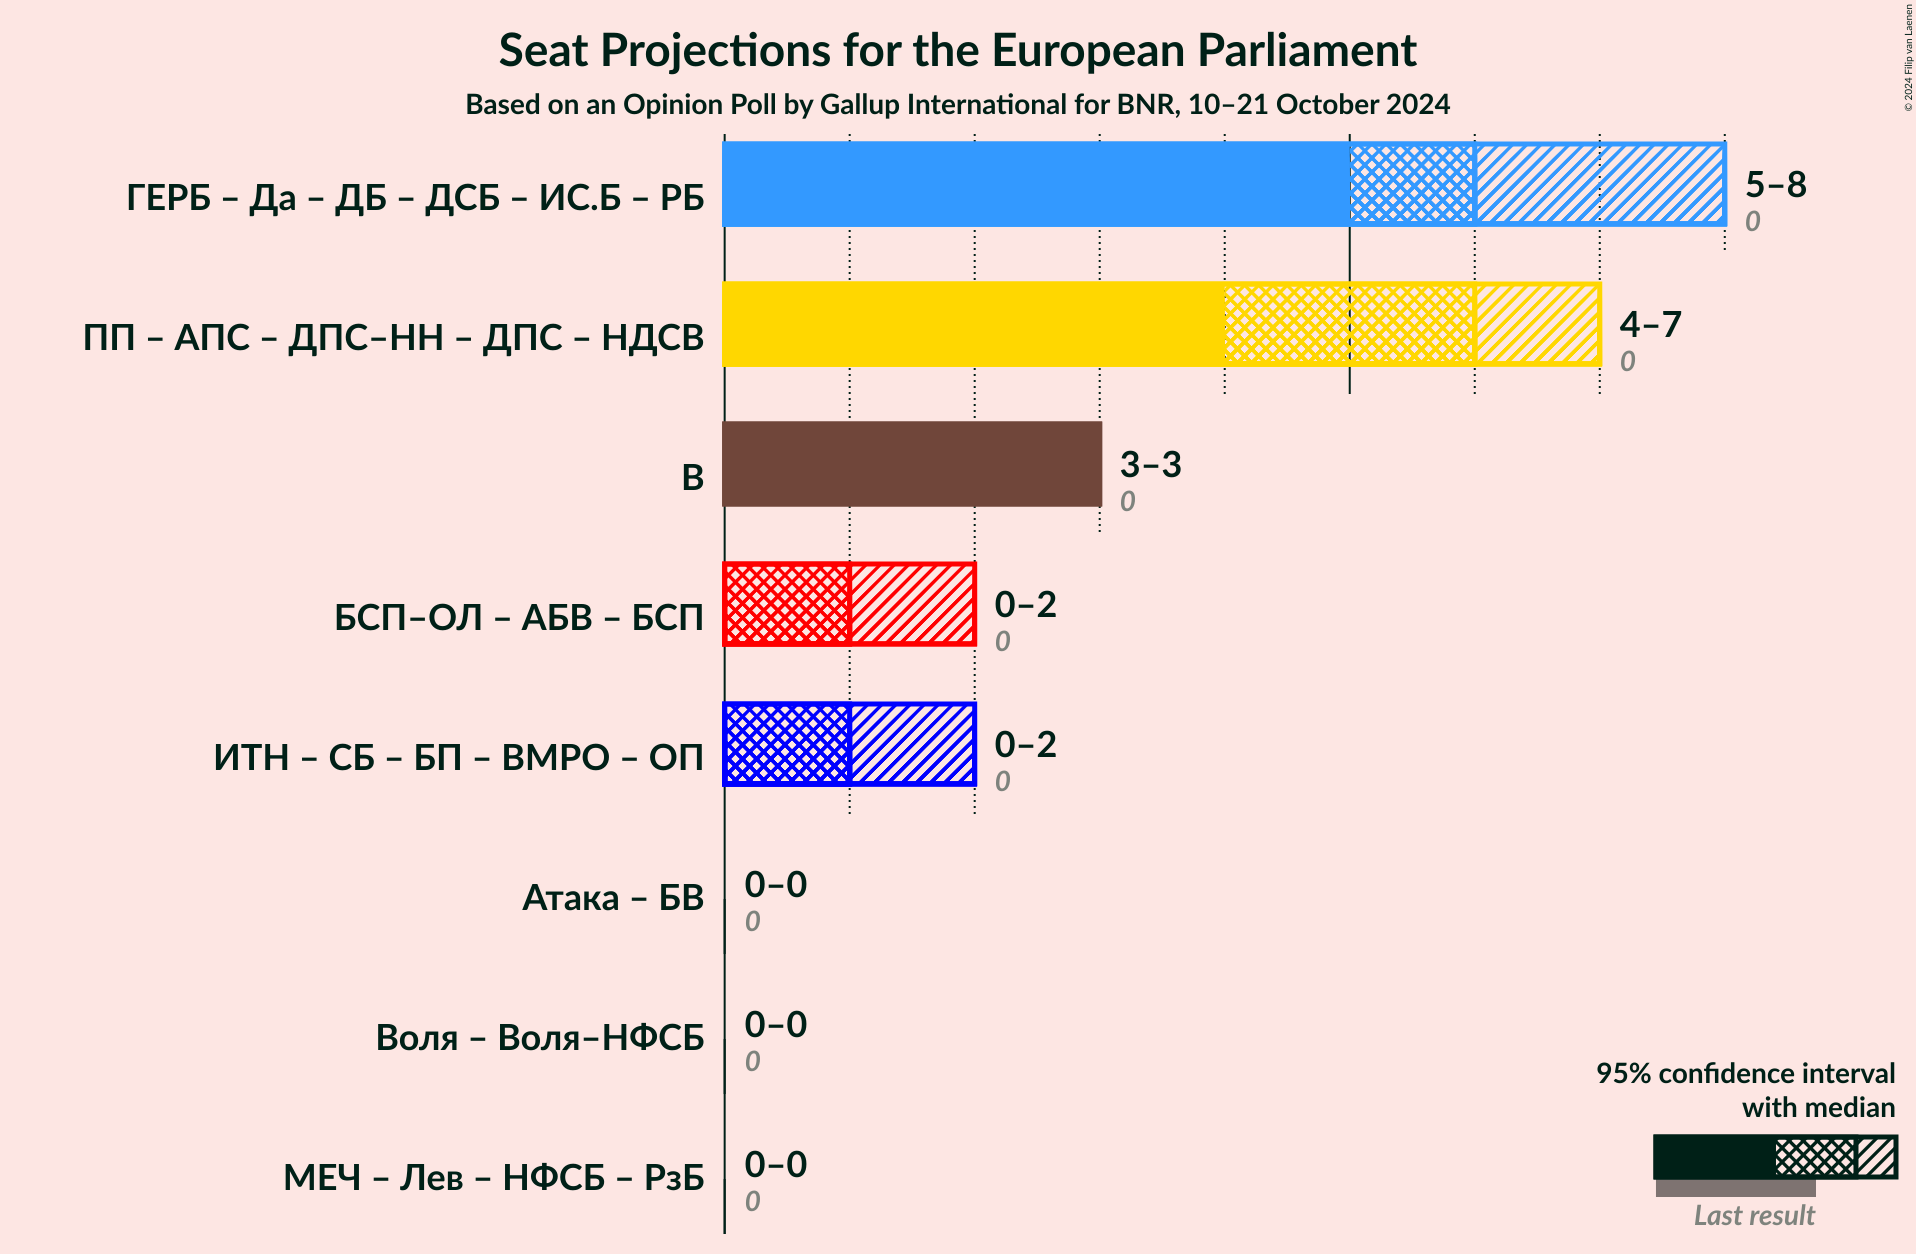 Seat Projections for the European Parliament
Based on an Opinion Poll by Gallup International for BNR, 10–21 October 2024
© 2024 Filip van Laenen
ГЕРБ – Да – ДБ – ДСБ – ИС.Б – РБ
5–8
0
ПП – АПС – ДПС–НН – ДПС – НДСВ
4–7
0
В
3–3
0
БСП–ОЛ – АБВ – БСП
0–2
0
ИТН – СБ – БП – ВМРО – ОП
0–2
0
Атака – БВ
0–0
0
Воля – Воля–НФСБ
0–0
0
МЕЧ – Лев – НФСБ – РзБ
0–0
0
95% confidence interval
with median
Last result